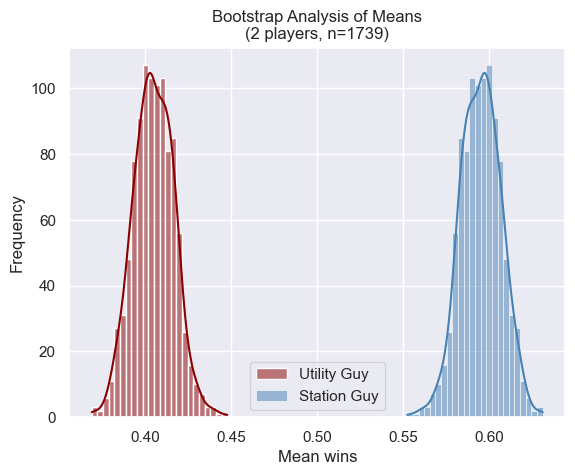 Bootstrap Analysis of Means
(2 players, n=1739)
Frequency
100
80
60
40
20
0
Utility Guy
Station Guy
0.40 0.45 0.50 0.55 0.60
Mean wins